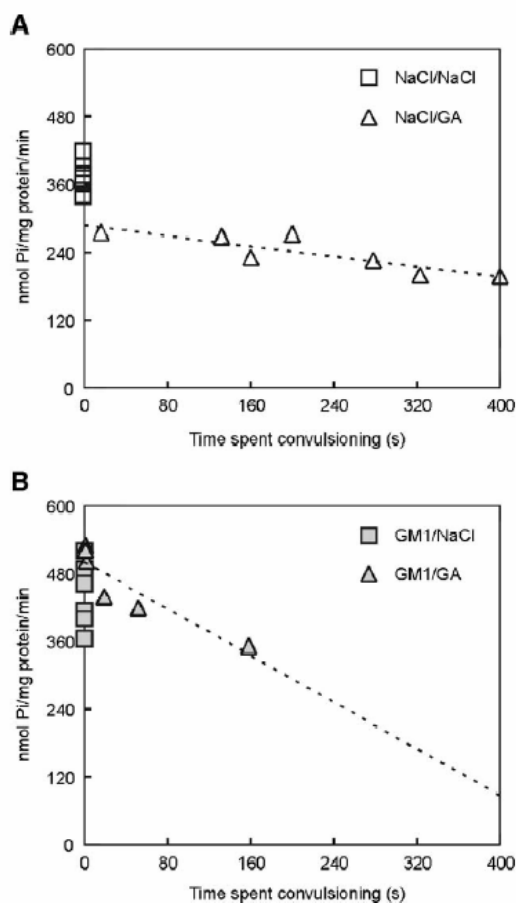 A
600
480
360
240
120
0
nmol Pi/mg protein/min
NaCl/NaCl
NaCl/GA
0 80 160 240 320 400
Time spent convulsioning (s)
B
600
480
360
240
120
0
nmol Pi/mg protein/min
GM1/NaCl
GM1/GA
0 80 160 240 320 400
Time spent convulsioning (s)